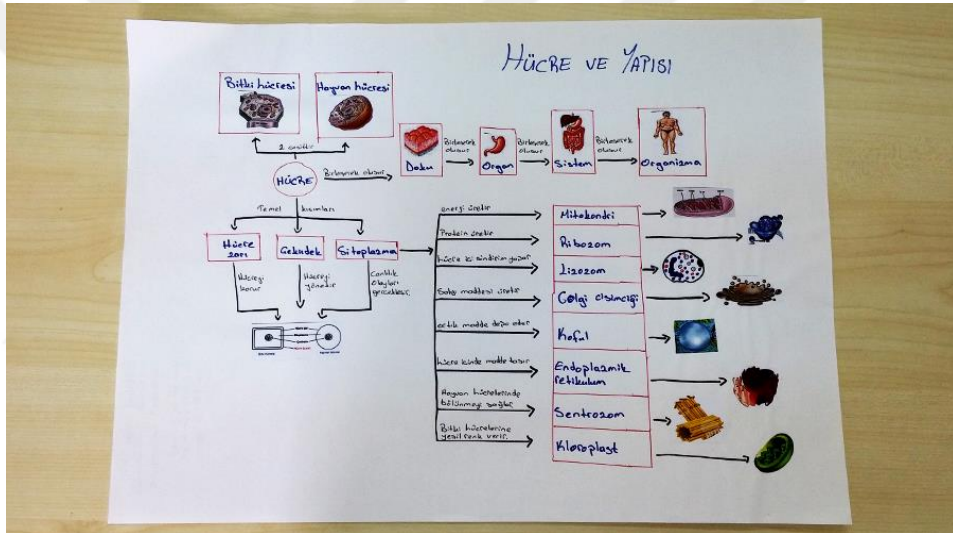 HÜCRE VE YAPISI
Bitki hücresi
Hayvan hücresi
2 çeşittir
HÜCRE
Birleşerek oluşur
Doku
Birleşerek oluşur
Organ
Birleşerek oluşur
Sistem
Birleşerek oluşur
Organizma
Temel kısımları
Hücre zarı
Çekirdek
Sitoplazma
Hücreyi korur
Hücreyi yönetir
Canlılık olayları gerçekleşir.
enerji üretir
Mitokondri
Protein üretir
Ribozom
hücre içi sindirim yapar
Lizozom
Salgı maddesi üretir
Golgi cisimciği
artık madde depo eder
Koful
hücre içinde madde taşır
Endoplazmik
retikulum
Hayvan hücrelerinde
bölünmeyi sağlar
Sentrozom
Bitki hücrelerine
yeşil renk verir.
Kloroplast